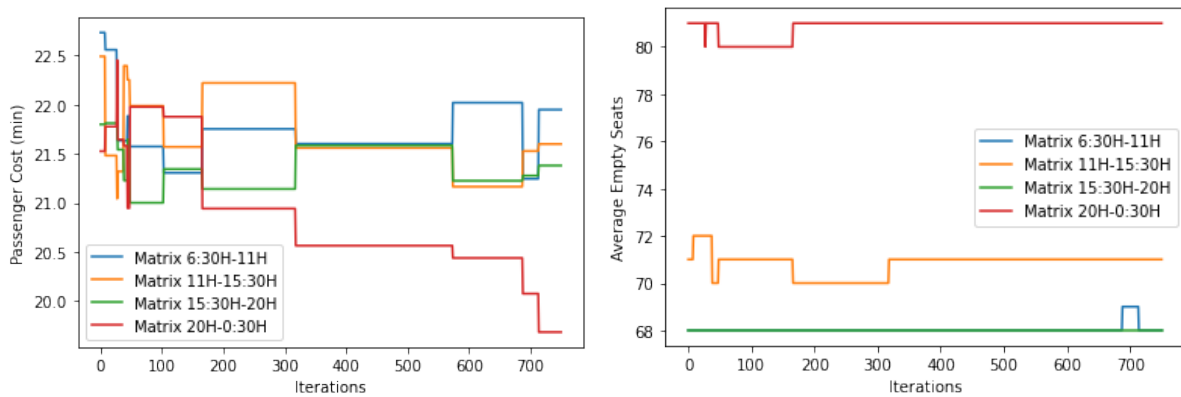 Passenger Cost (min)
22.5
22.0
21.5
21.0
20.5
20.0
Matrix 6:30H-11H
Matrix 11H-15:30H
Matrix 15:30H-20H
Matrix 20H-0:30H
0 100 200 300 400 500 600 700
Iterations
Average Empty Seats
80
78
76
74
72
70
68
Matrix 6:30H-11H
Matrix 11H-15:30H
Matrix 15:30H-20H
Matrix 20H-0:30H
0 100 200 300 400 500 600 700
Iterations